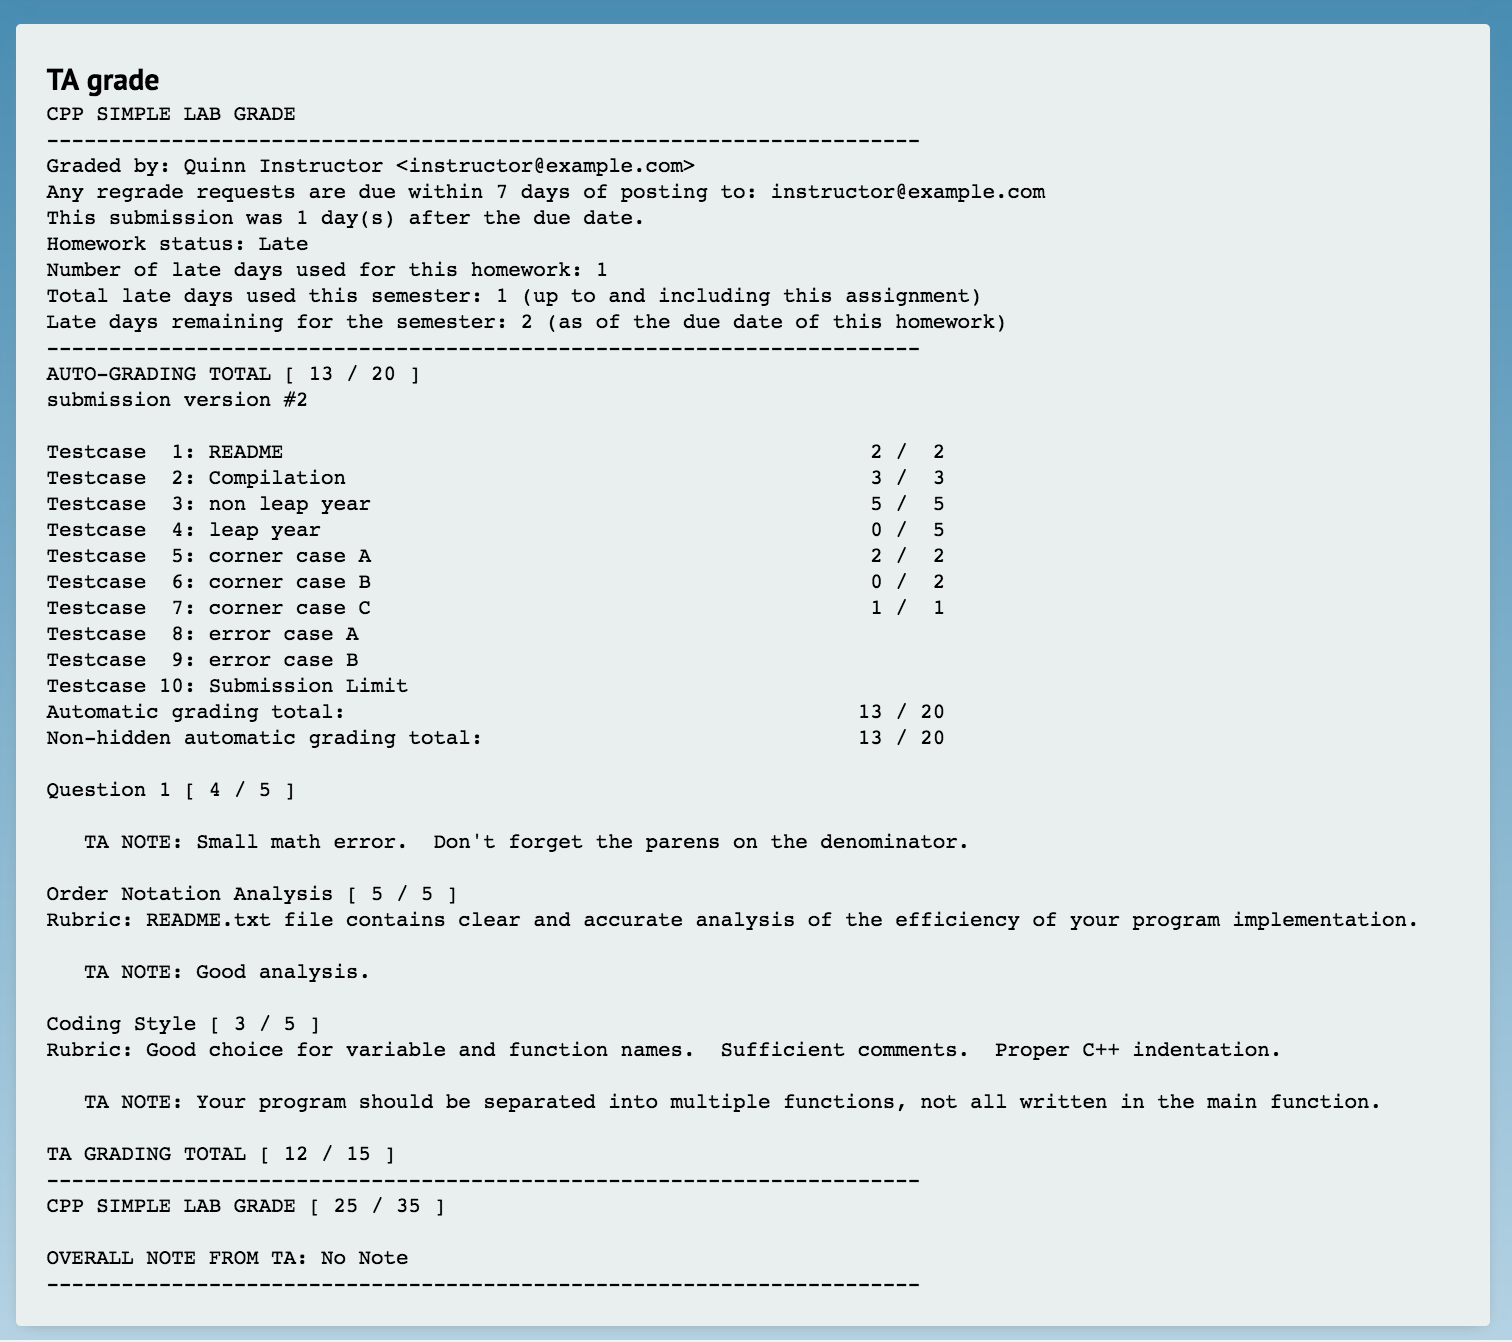 TA grade
CPP SIMPLE LAB GRADE
----------------------------------------------------------------------
Graded by: Quinn Instructor <instructor@example.com>
Any regrade requests are due within 7 days of posting to: instructor@example.com
This submission was 1 day(s) after the due date.
Homework status: Late
Number of late days used for this homework: 1
Total late days used this semester: 1 (up to and including this assignment)
Late days remaining for the semester: 2 (as of the due date of this homework)
----------------------------------------------------------------------
AUTO-GRADING TOTAL [ 13 / 20 ]
submission version #2
Testcase  1: README                                               2 /  2
Testcase  2: Compilation                                          3 /  3
Testcase  3: non leap year                                        5 /  5
Testcase  4: leap year                                            0 /  5
Testcase  5: corner case A                                        2 /  2
Testcase  6: corner case B                                        0 /  2
Testcase  7: corner case C                                        1 /  1
Testcase  8: error case A
Testcase  9: error case B
Testcase 10: Submission Limit
Automatic grading total:                                         13 / 20
Non-hidden automatic grading total:                              13 / 20
Question 1 [ 4 / 5 ]
   TA NOTE: Small math error.  Don't forget the parens on the denominator.
Order Notation Analysis [ 5 / 5 ]
Rubric: README.txt file contains clear and accurate analysis of the efficiency of your program implementation.
   TA NOTE: Good analysis.
Coding Style [ 3 / 5 ]
Rubric: Good choice for variable and function names.  Sufficient comments.  Proper C++ indentation.
   TA NOTE: Your program should be separated into multiple functions, not all written in the main function.
TA GRADING TOTAL [ 12 / 15 ]
----------------------------------------------------------------------
CPP SIMPLE LAB GRADE [ 25 / 35 ]
OVERALL NOTE FROM TA: No Note
----------------------------------------------------------------------